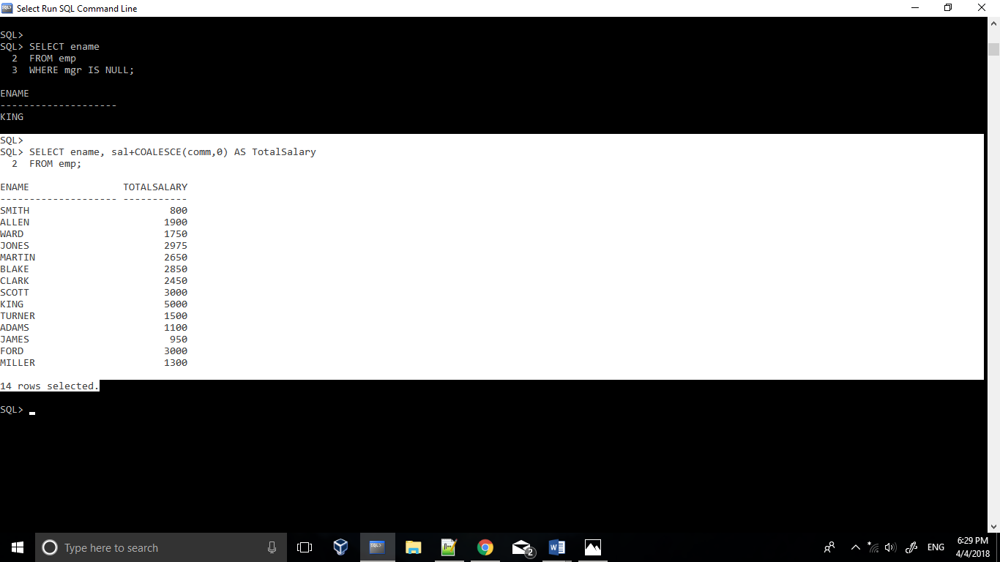 Select Run SQL Command Line
SQL>
SQL> SELECT ename
  2  FROM emp
  3  WHERE mgr IS NULL;
ENAME
--------------------
KING
SQL>
SQL> SELECT ename, sal+COALESCE(comm,0) AS TotalSalary
  2  FROM emp;
ENAME                TOTALSALARY
-------------------- -----------
SMITH                        800
ALLEN                       1900
WARD                        1750
JONES                       2975
MARTIN                      2650
BLAKE                       2850
CLARK                       2450
SCOTT                       3000
KING                        5000
TURNER                      1500
ADAMS                       1100
JAMES                        950
FORD                        3000
MILLER                      1300
14 rows selected.
SQL>
Type here to search
2
ENG
6:29 PM
4/4/2018